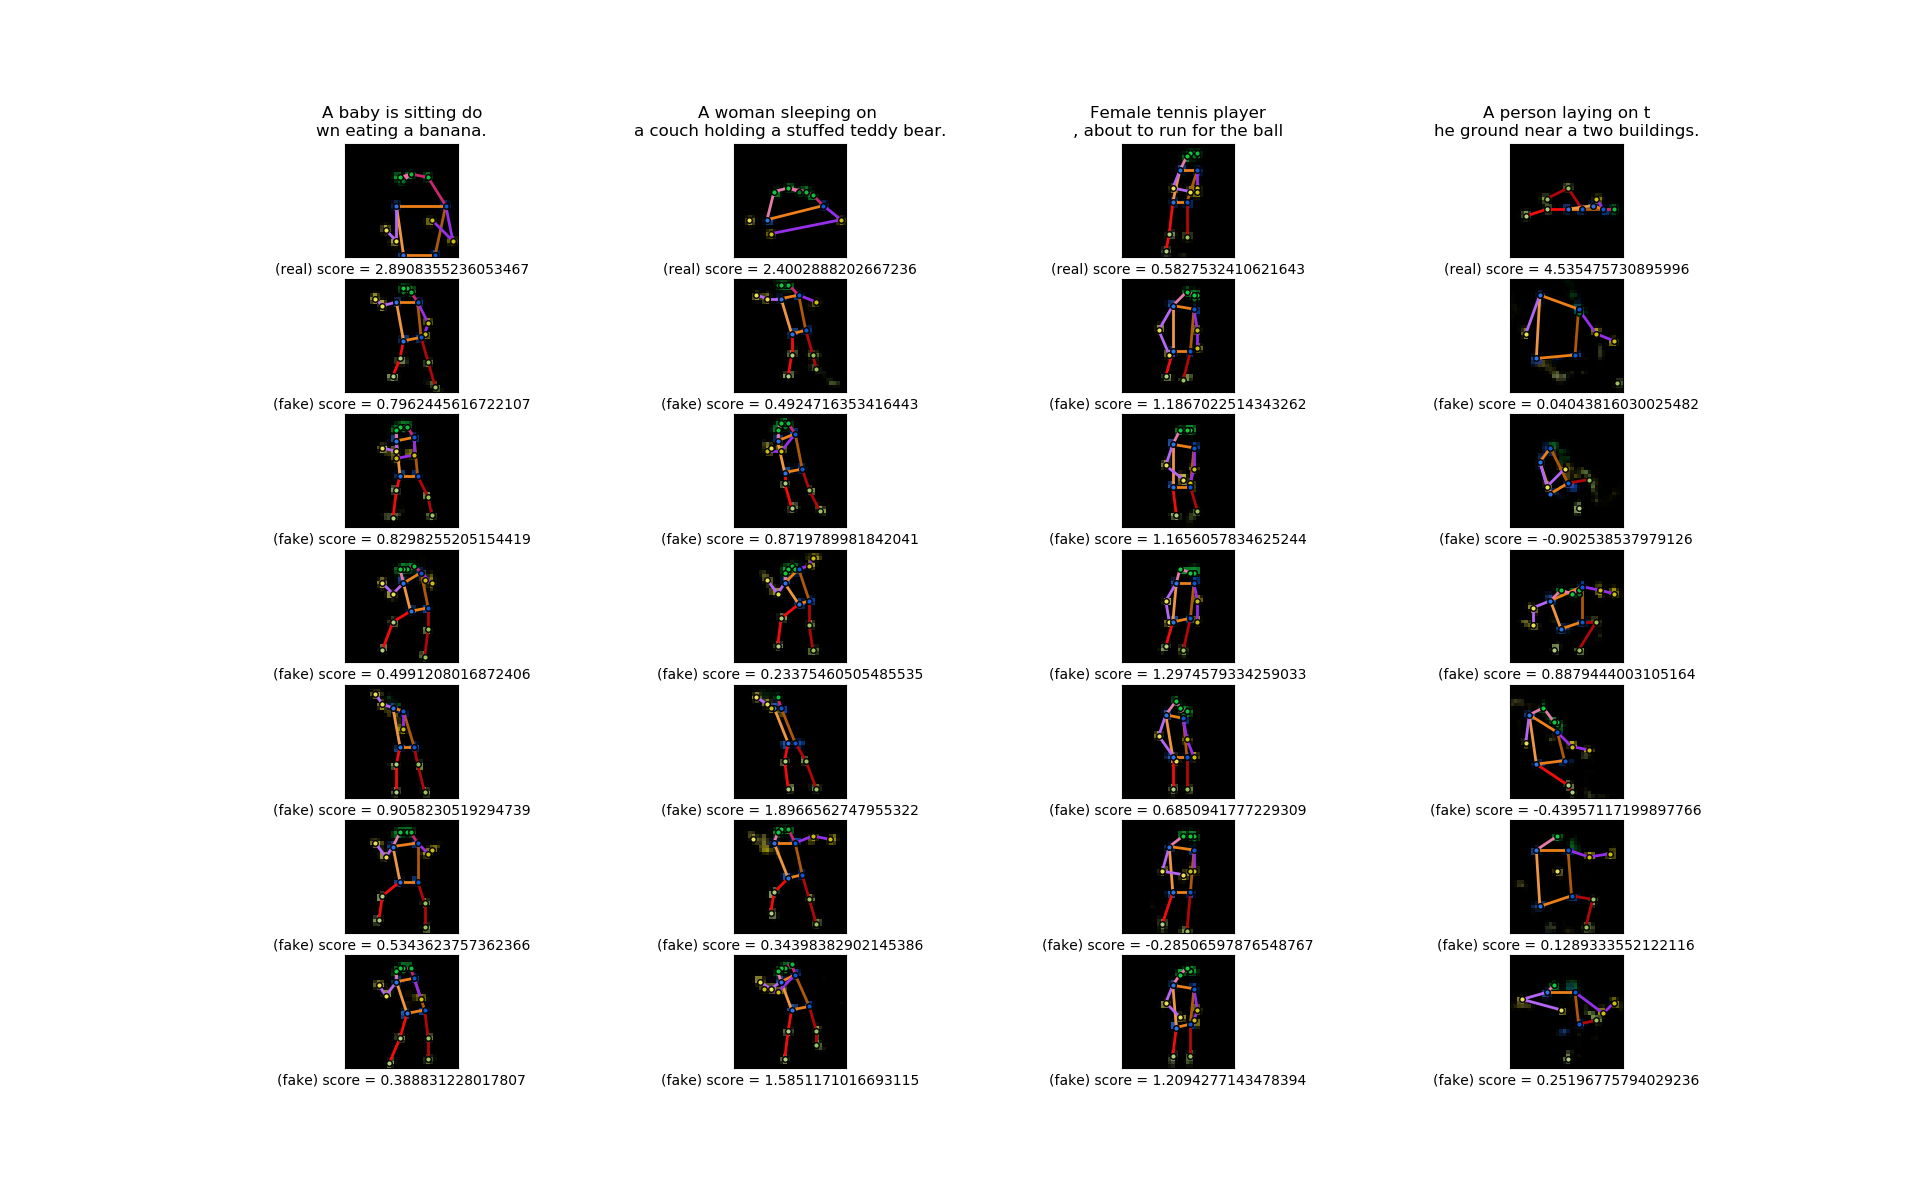 A baby is sitting do
wn eating a banana.
A woman sleeping on
a couch holding a stuffed teddy bear.
Female tennis player
, about to run for the ball
A person laying on t
he ground near a two buildings.
(real) score = 2.8908355236053467
(real) score = 2.4002888202667236
(real) score = 0.5827532410621643
(real) score = 4.535475730895996
(fake) score = 0.7962445616722107
(fake) score = 0.4924716353416443
(fake) score = 1.1867022514343262
(fake) score = 0.04043816030025482
(fake) score = 0.8298255205154419
(fake) score = 0.8719789981842041
(fake) score = 1.1656057834625244
(fake) score = -0.902538537979126
(fake) score = 0.4991208016872406
(fake) score = 0.23375460505485535
(fake) score = 1.2974579334259033
(fake) score = 0.8879444003105164
(fake) score = 0.9058230519294739
(fake) score = 1.8966562747955322
(fake) score = 0.6850941777229309
(fake) score = -0.43957117199897766
(fake) score = 0.5343623757362366
(fake) score = 0.34398382902145386
(fake) score = -0.28506597876548767
(fake) score = 0.1289333552122116
(fake) score = 0.388831228017807
(fake) score = 1.5851171016693115
(fake) score = 1.2094277143478394
(fake) score = 0.25196775794029236